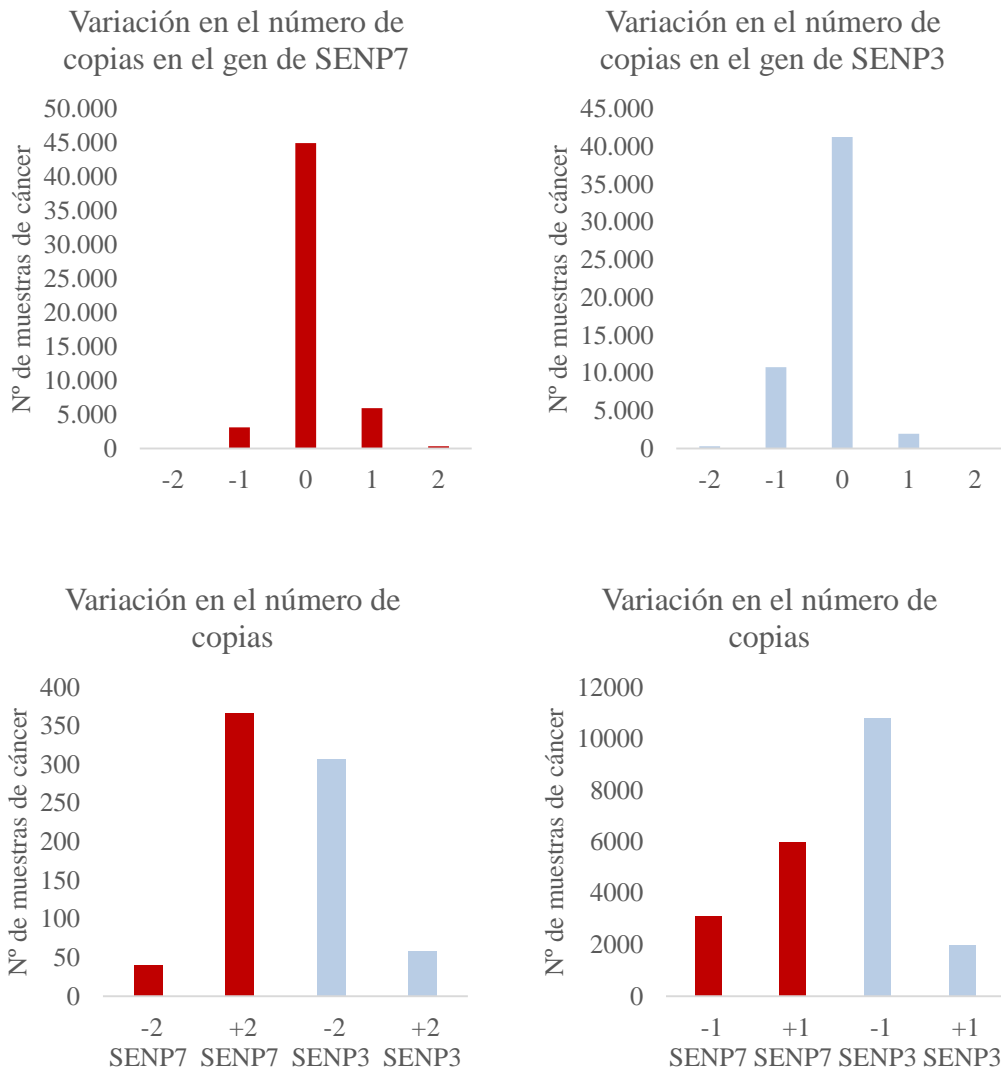 Variación en el número de
copias en el gen de SENP7
Nº de muestras de cáncer
50.000
45.000
40.000
35.000
30.000
25.000
20.000
15.000
10.000
5.000
0
-2 -1 0 1 2
Variación en el número de
copias en el gen de SENP3
Nº de muestras de cáncer
45.000
40.000
35.000
30.000
25.000
20.000
15.000
10.000
5.000
0
-2 -1 0 1 2
Variación en el número de
copias
Nº de muestras de cáncer
400
350
300
250
200
150
100
50
0
-2 +2 -2 +2
SENP7 SENP7 SENP3 SENP3
Variación en el número de
copias
Nº de muestras de cáncer
12000
10000
8000
6000
4000
2000
0
-1 +1 -1 +1
SENP7 SENP7 SENP3 SENP3